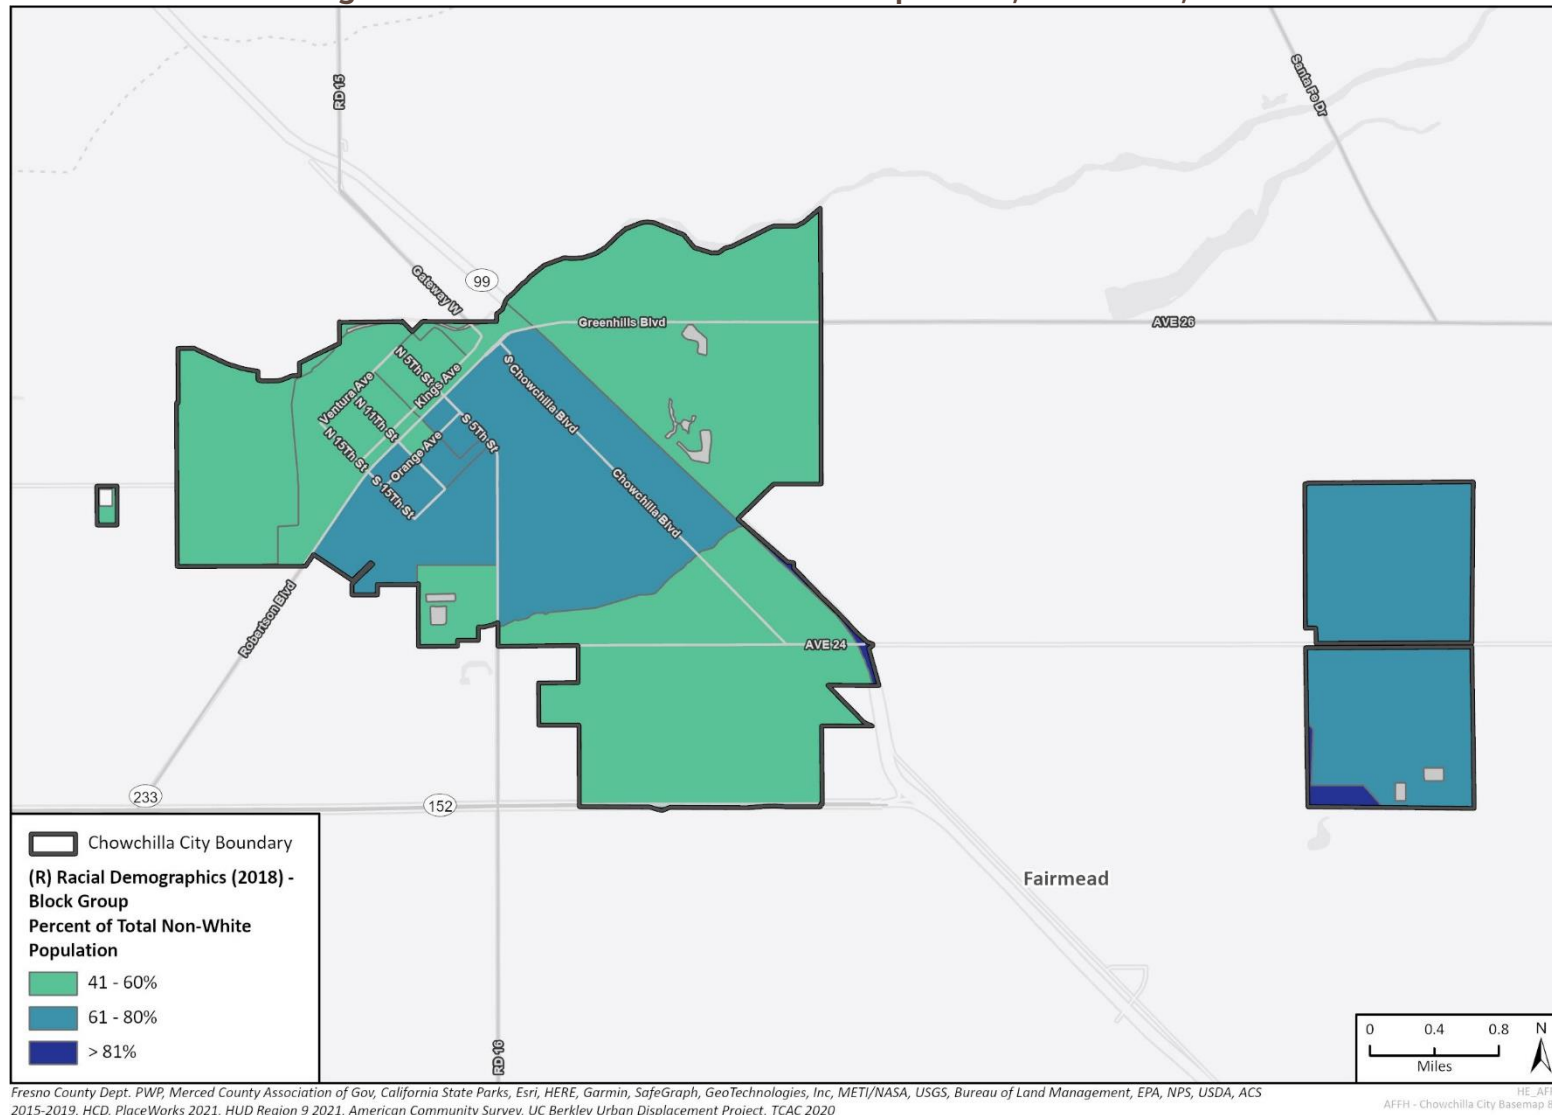 RD 15
Santa Fe Dr
Gateway W
99
Greenhills Blvd
AVE 26
N 5Th St
Kings Ave
S Chowchilla Blvd
Ventura Ave
N 11Th St
S 5Th St
N 15Th St
Orange Ave
S 15Th St
Chowchilla Blvd
Robertson Blvd
AVE 24
233
152
Fairmead
RD 16
Chowchilla City Boundary
(R) Racial Demographics (2018) -
Block Group
Percent of Total Non-White
Population
41 - 60%
61 - 80%
> 81%
0 0.4 0.8 N
Miles
Fresno County Dept. PWP, Merced County Association of Gov, California State Parks, Esri, HERE, Garmin, SafeGraph, GeoTechnologies, Inc, METI/NASA, USGS, Bureau of Land Management, EPA, NPS, USDA, ACS
2015-2019, HCD, PlaceWorks 2021, HUD Region 9 2021, American Community Survey, UC Berkley Urban Displacement Project, TCAC 2020
AFFH - Chowchilla City Basemap